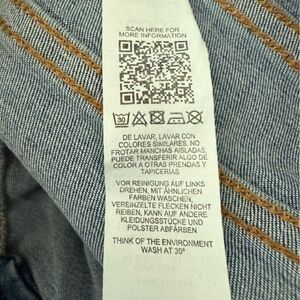 SCAN HERE FOR
MORE INFORMATION
30
DE LAVAR, LAVAR CON
COLORES SIMILARES. NO
FROTAR MANCHAS AISLADAS,
PUEDE TRANSFERIR ALGO DE
COLOR A OTRAS PRENDAS Y
TAPICERIAS
VOR REINIGUNG AUF LINKS
DREHEN, MIT ÄHNLICHEN
FARBEN WASCHEN,
VEREINZELTE FLECKEN NICHT
REIBEN, KANN AUF ANDERE
KLEIDUNGSSTÜCKE UND
POLSTER ABFÄRBEN
THINK OF THE ENVIRONMENT
WASH AT 30º